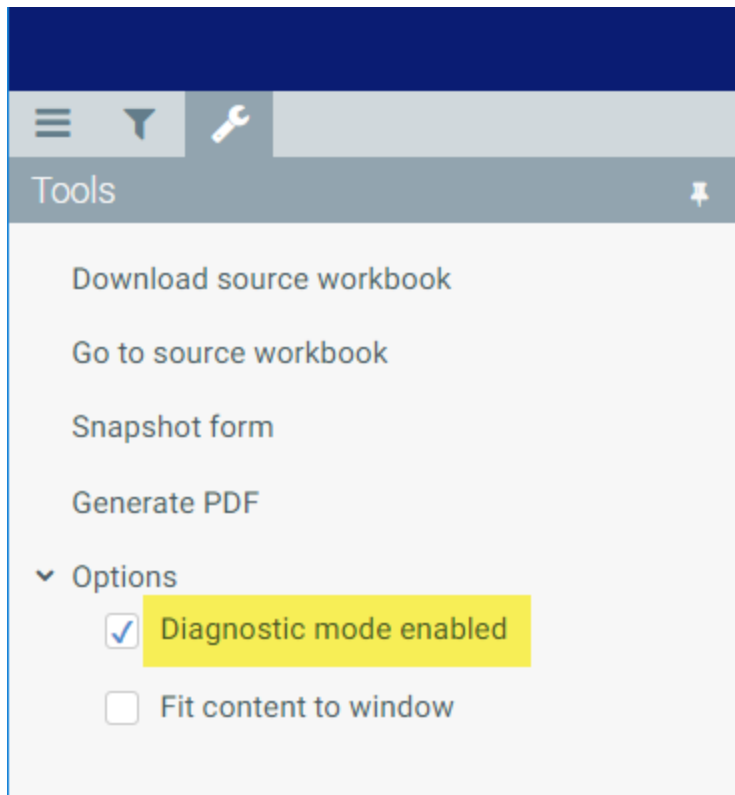 Tools
Download source workbook
Go to source workbook
Snapshot form
Generate PDF
Options
Diagnostic mode enabled
Fit content to window